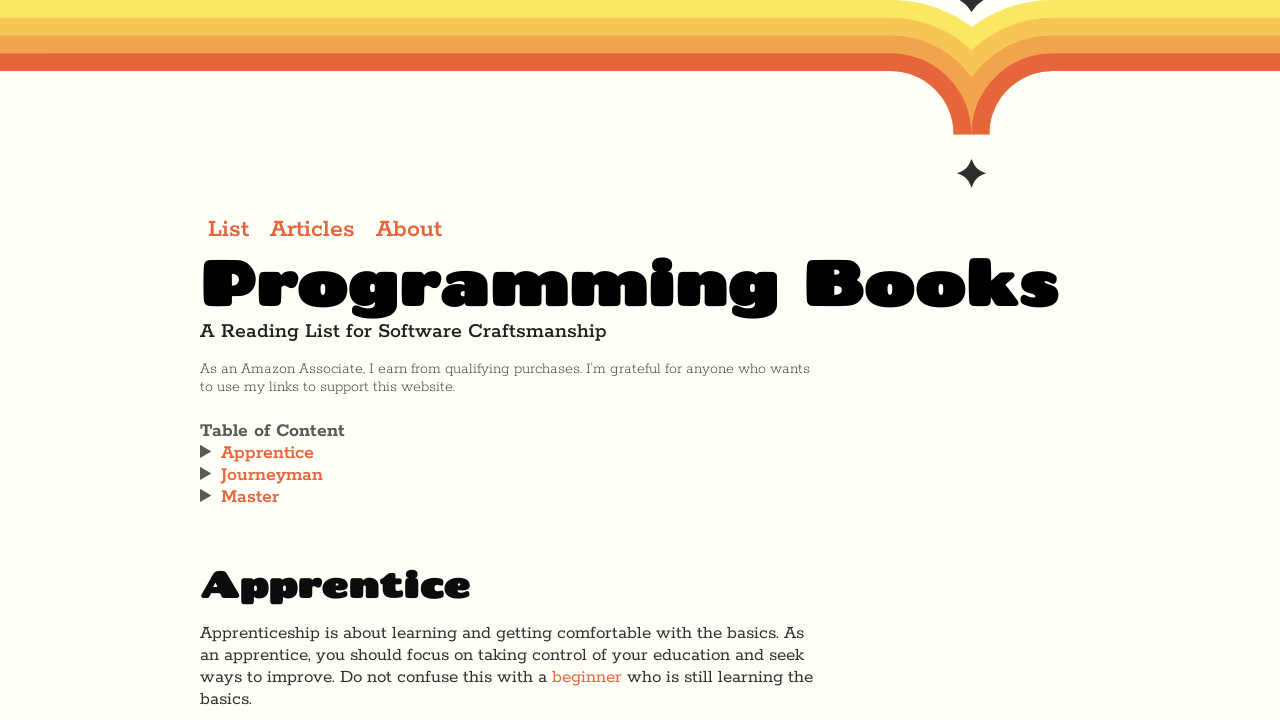 List Articles About
Programming Books
A Reading List for Software Craftsmanship
As an Amazon Associate, I earn from qualifying purchases. I'm grateful for anyone who wants
to use my links to support this website.
Table of Content
Apprentice
Journeyman
Master
Apprentice
Apprenticeship is about learning and getting comfortable with the basics. As
an apprentice, you should focus on taking control of your education and seek
ways to improve. Do not confuse this with a beginner who is still learning the
basics.